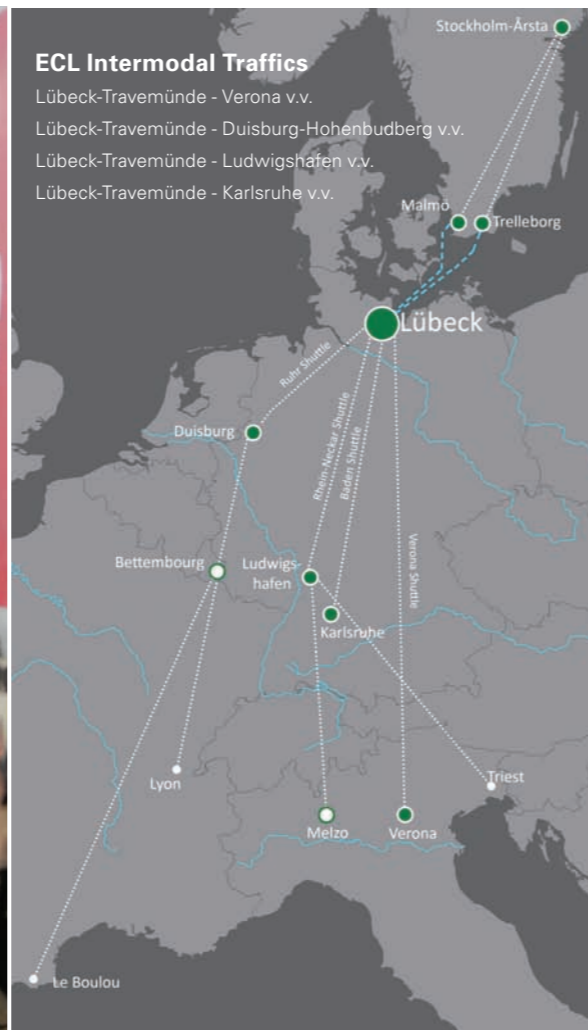 ECL Intermodal Traffics
Lübeck-Travemünde - Verona v.v.
Lübeck-Travemünde - Duisburg-Hohenbudberg v.v.
Lübeck-Travemünde - Ludwigshafen v.v.
Lübeck-Travemünde - Karlsruhe v.v.
Stockholm-Årsta
Malmö
Trelleborg
Lübeck
Ruhr Shuttle
Rhein-Neckar Shuttle
Baden Shuttle
Verona Shuttle
Duisburg
Bettembourg
Ludwigs-
hafen
Karlsruhe
Lyon
Triest
Melzo
Verona
Le Boulou